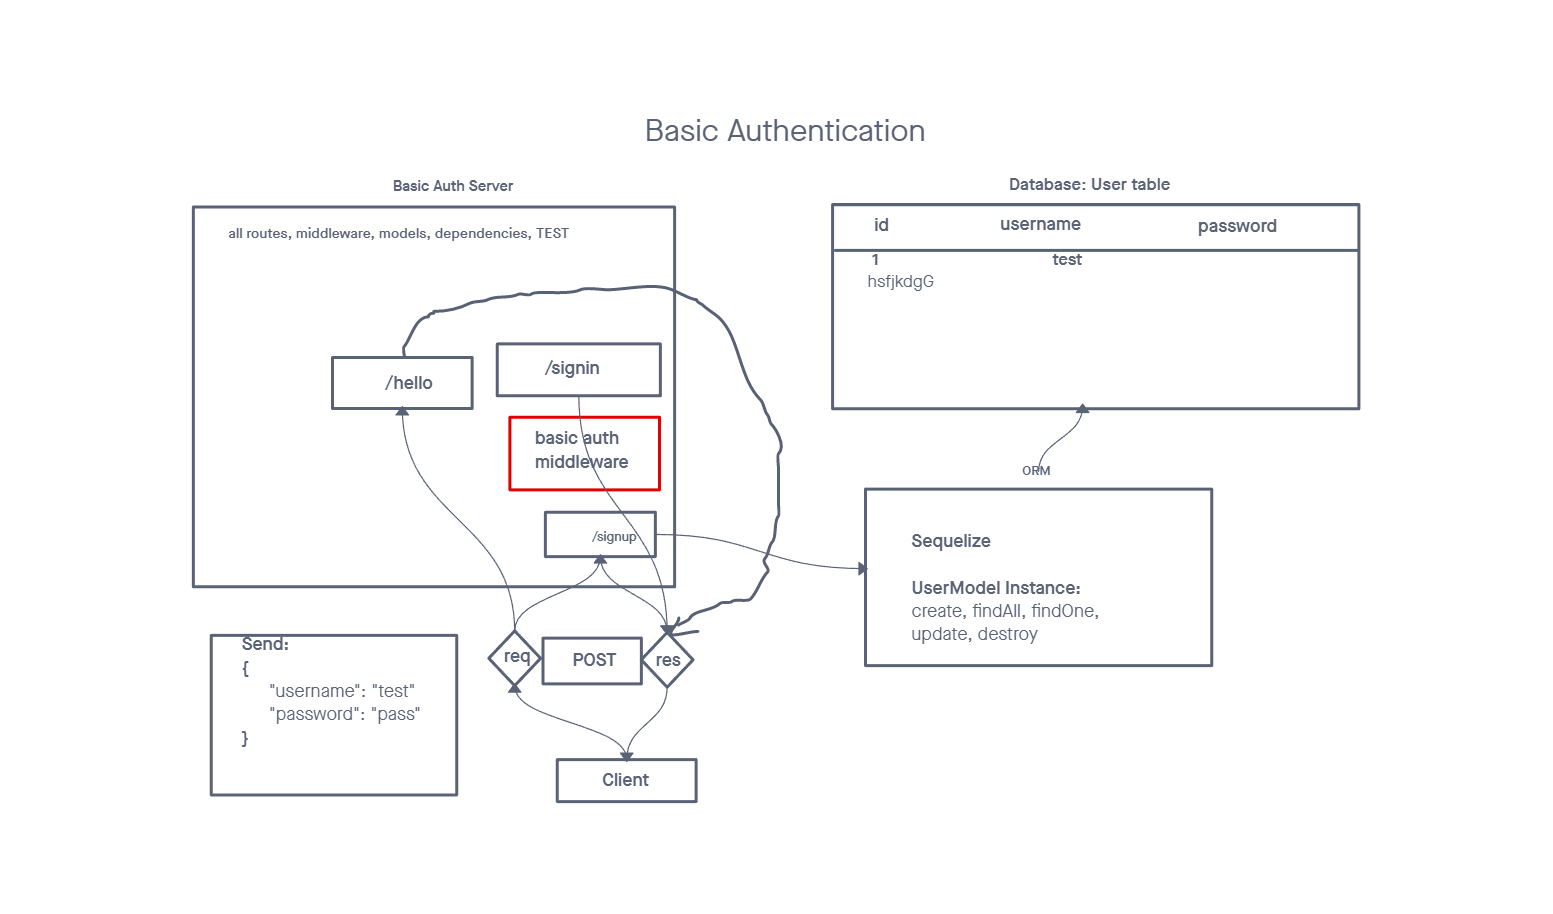 Basic Authentication
Basic Auth Server
all routes, middleware, models, dependencies, TEST
/hello
/signin
basic auth
middleware
/signup
Database: User table
id username password
1 test
hsfjkdgG
ORM
Sequelize
UserModel Instance:
create, findAll, findOne,
update, destroy
Send:
{
"username": "test"
"password": "pass"
}
req
POST
res
Client